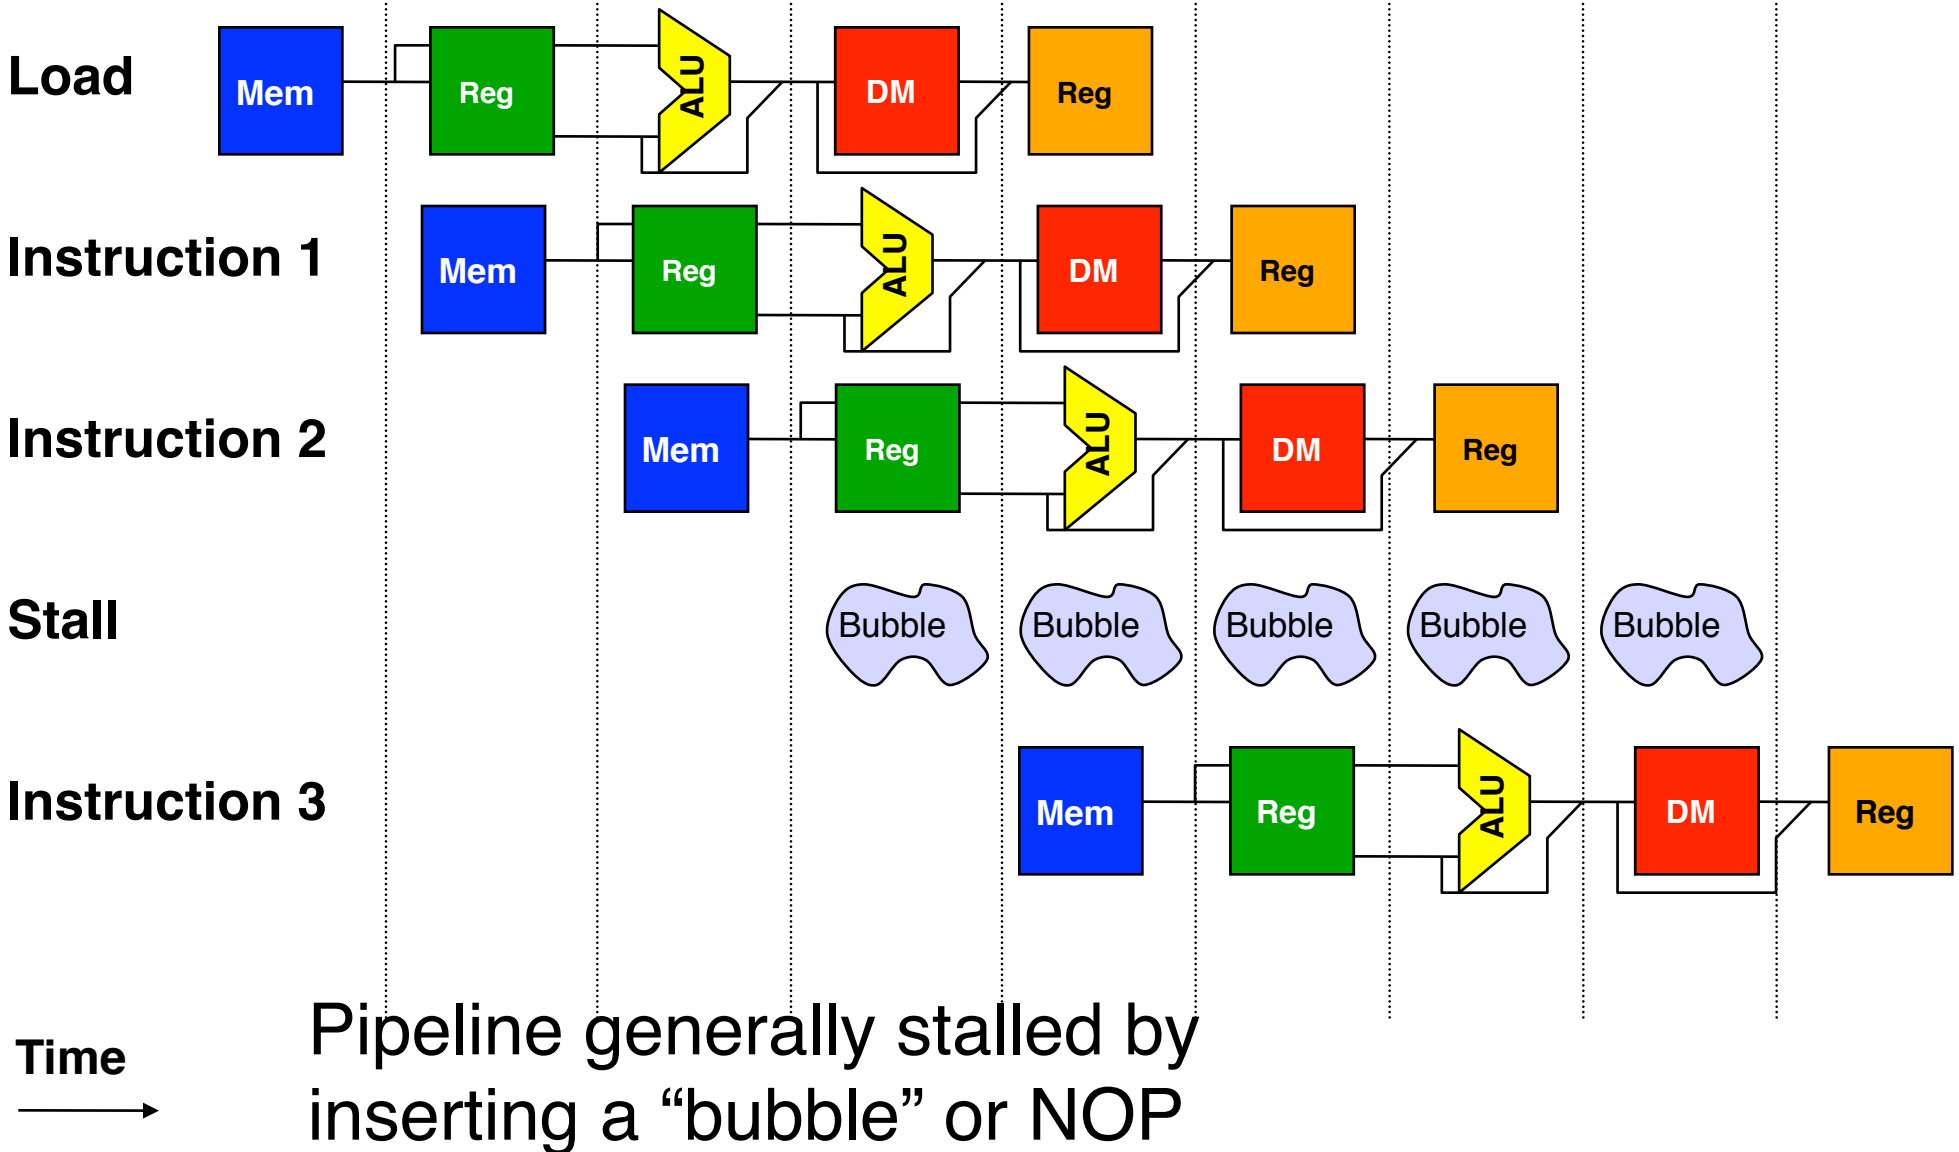 Load
Mem Reg ALU DM Reg
Instruction 1
Mem Reg ALU DM Reg
Instruction 2
Mem Reg ALU DM Reg
Stall
Bubble Bubble Bubble Bubble Bubble
Instruction 3
Mem Reg ALU DM Reg
Time
Pipeline generally stalled by
inserting a “bubble” or NOP